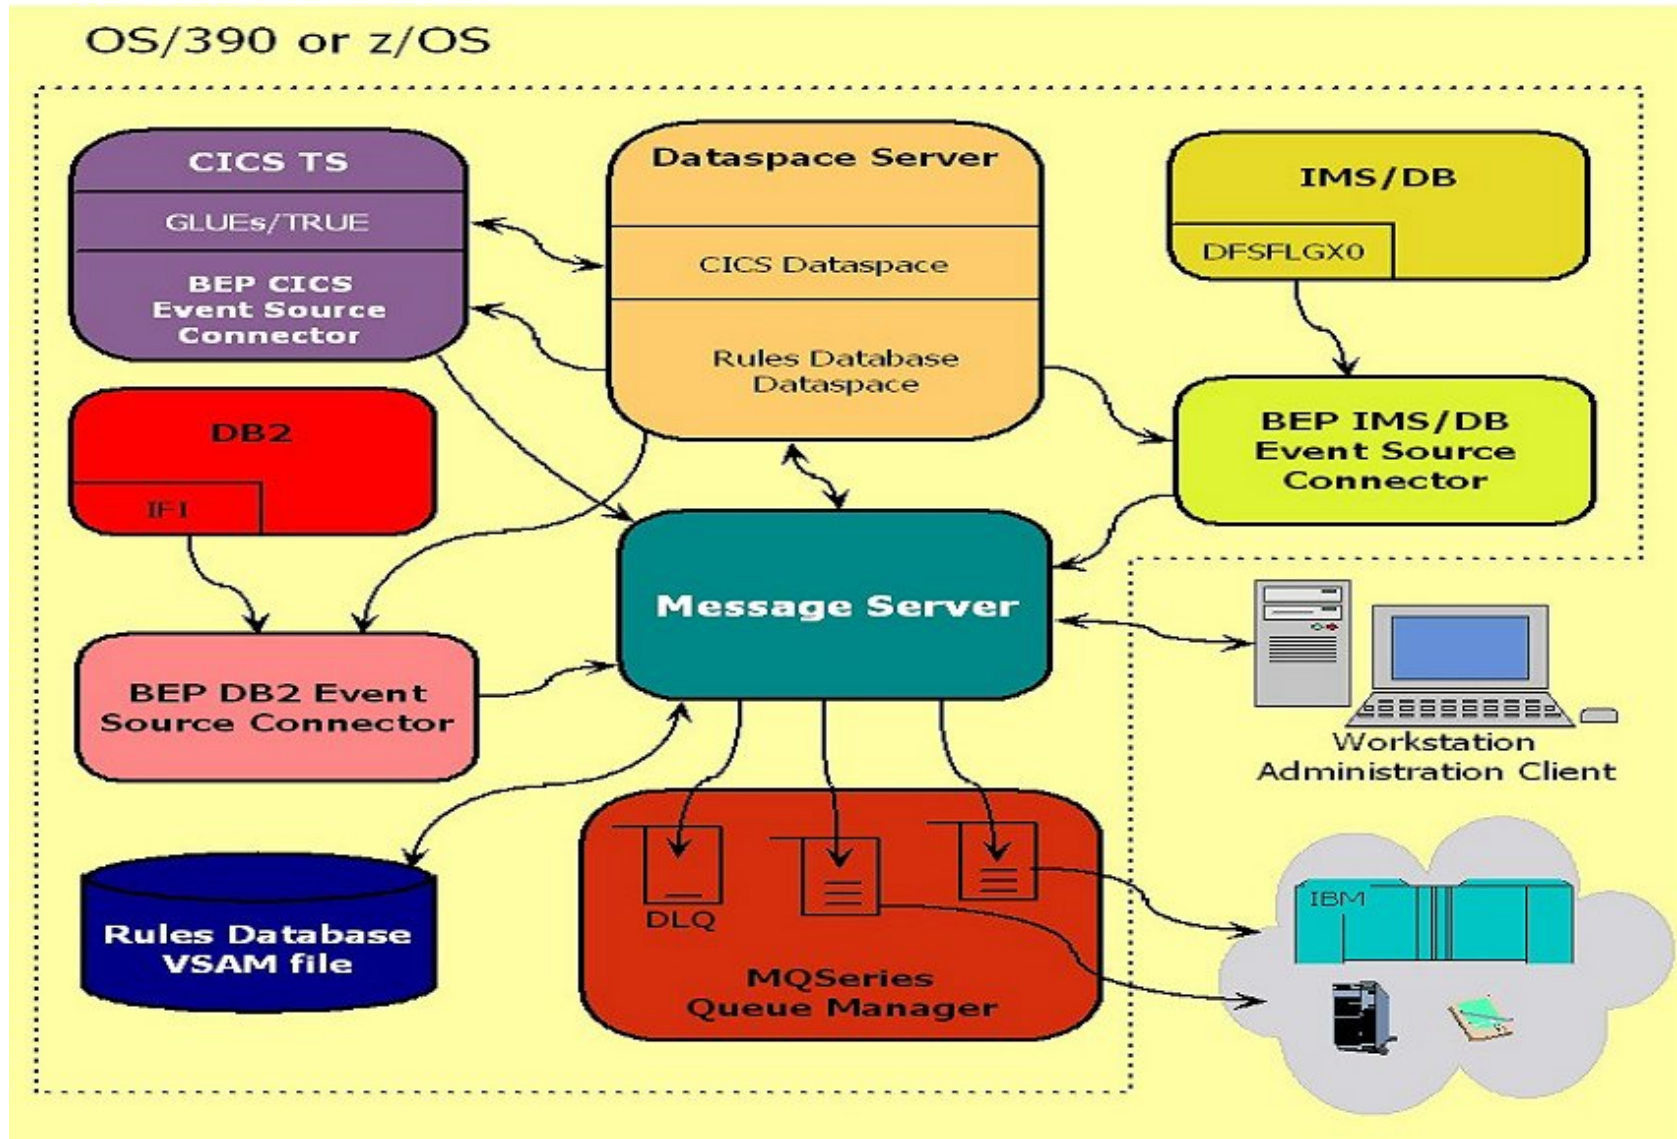 OS/390 or z/OS
CICS TS
GLUEs/TRUE
BEP CICS
Event Source
Connector
Dataspace Server
CICS Dataspace
Rules Database
Dataspace
IMS/DB
DFSFLGX0
BEP IMS/DB
Event Source
Connector
DB2
IFI
Message Server
BEP DB2 Event
Source Connector
Workstation
Administration Client
Rules Database
VSAM file
DLQ
MQSeries
Queue Manager
IBM